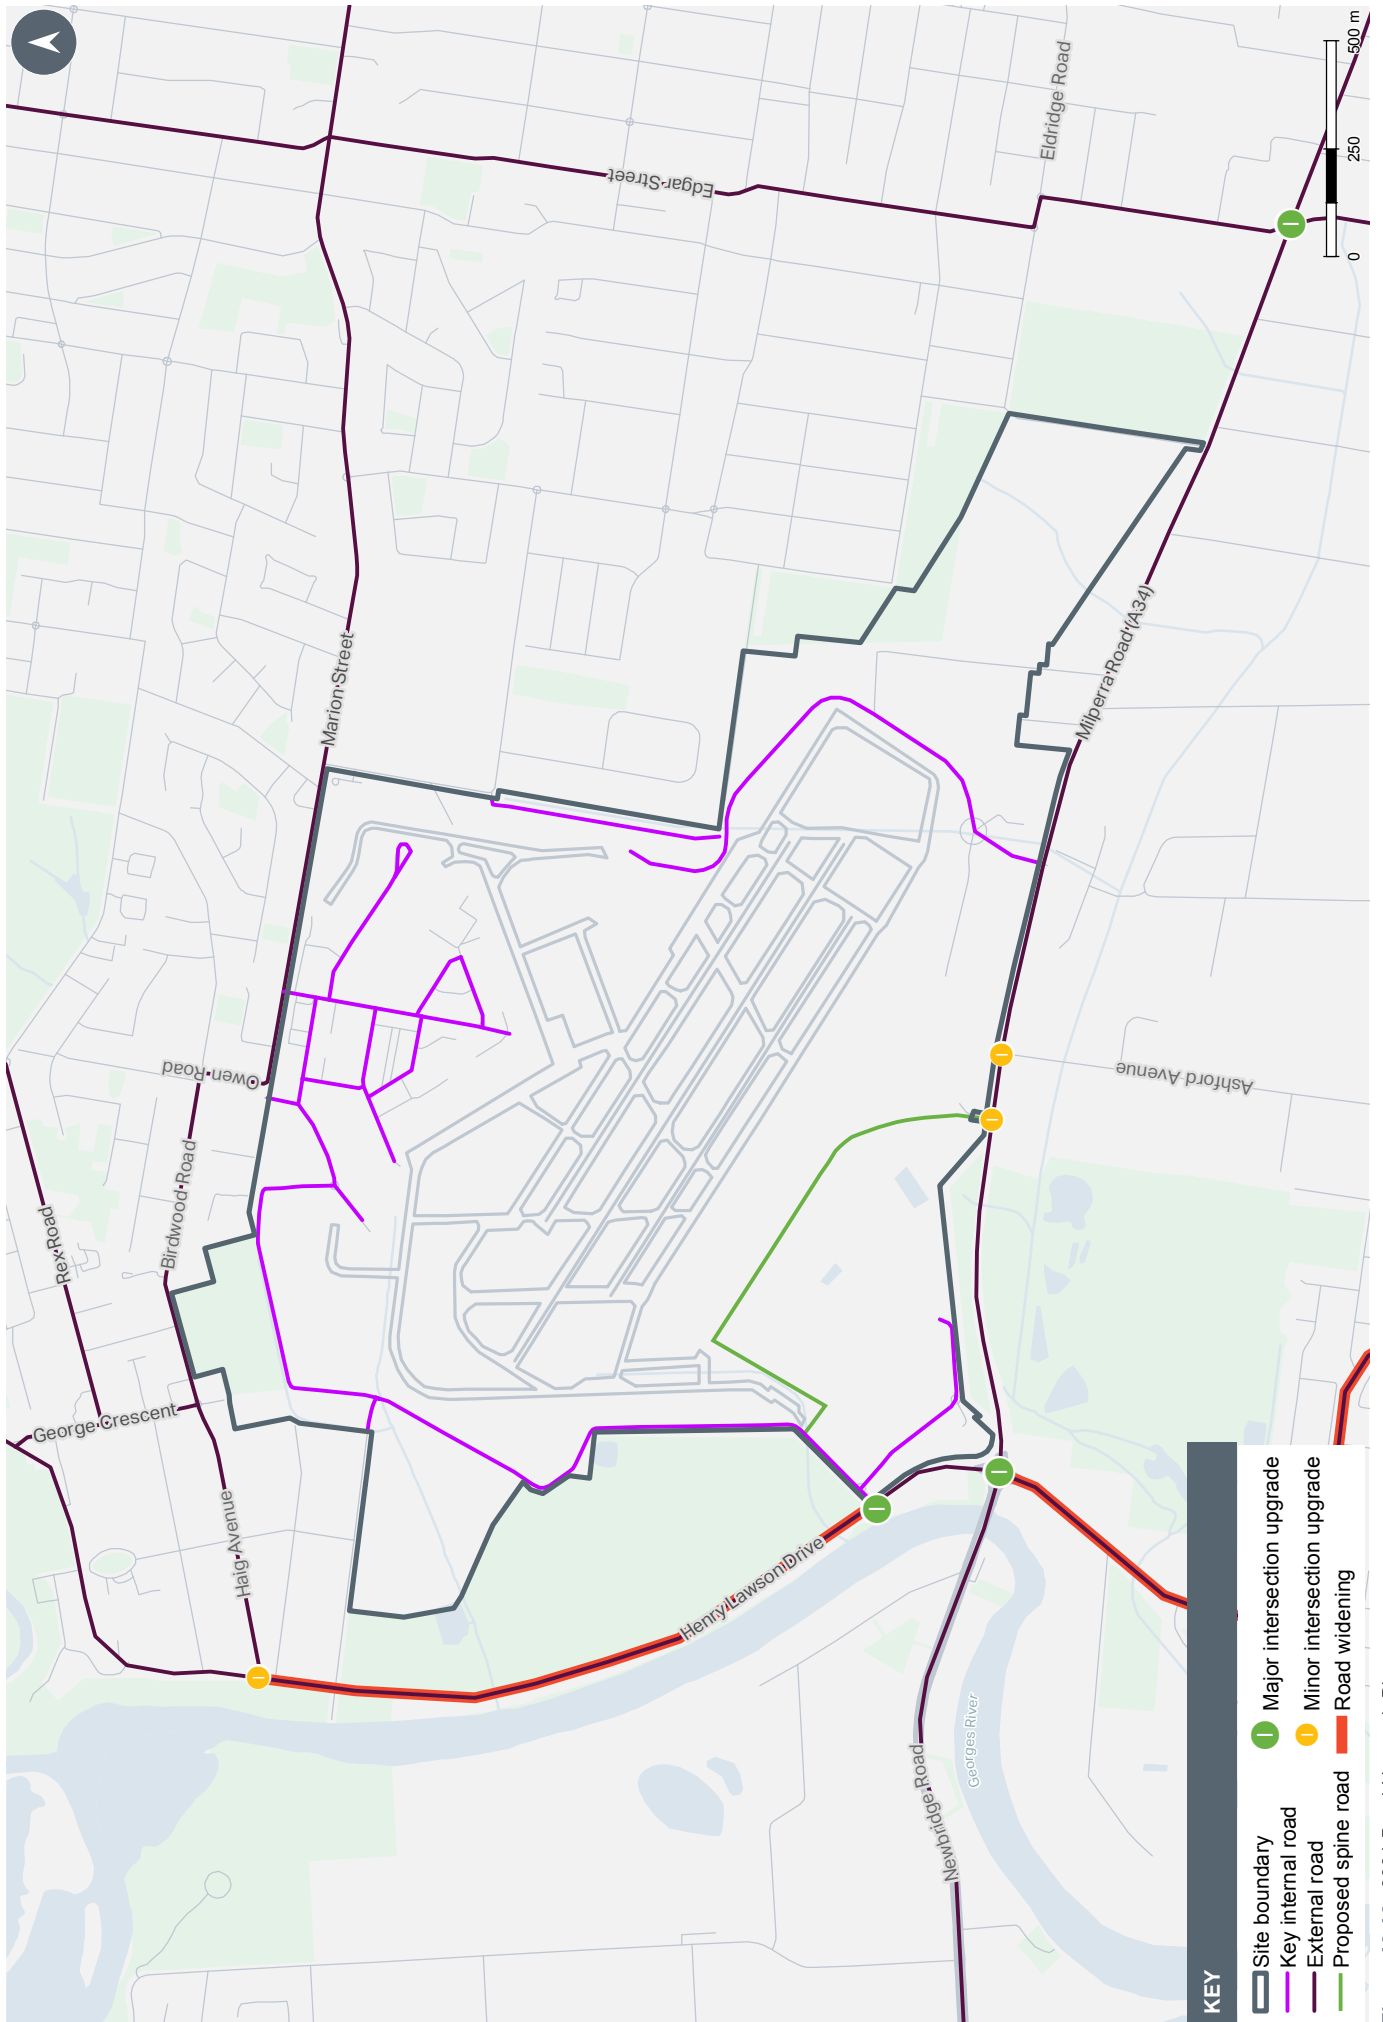 Rex Road
George Crescent
Birdwood Road
Owen Road
Haig Avenue
Marion Street
Edgar Street
Eldridge Road
Henry Lawson Drive
Newbridge Road
Georges River
Ashford Avenue
Milperra Road (A34)
0
250
500 m
KEY
Site boundary
Key internal road
External road
Proposed spine road
Major intersection upgrade
Minor intersection upgrade
Road widening